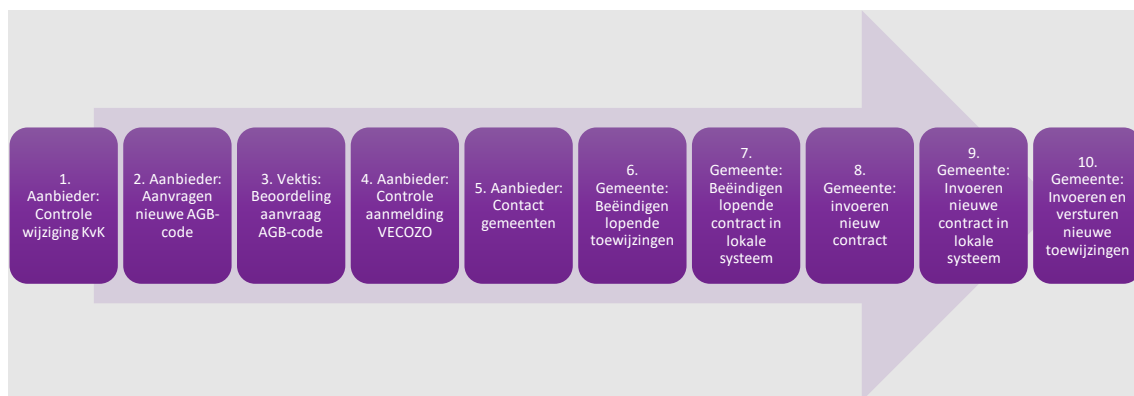 1.
Aanbieder:
Controle
wijziging KvK
2. Aanbieder:
Aanvragen
nieuwe AGB-
code
3. Vektis:
Beoordeling
aanvraag
AGB-code
4. Aanbieder:
Controle
aanmelding
VECOZO
5. Aanbieder:
Contact
gemeenten
6.
Gemeente:
Beëindigen
lopende
toewijzingen
7.
Gemeente:
Beëindigen
lopende
contract in
lokale
systeem
8.
Gemeente:
invoeren
nieuw
contract
9.
Gemeente:
Invoeren
nieuwe
contract in
lokale
systeem
10.
Gemeente:
Invoeren en
versturen
nieuwe
toewijzingen